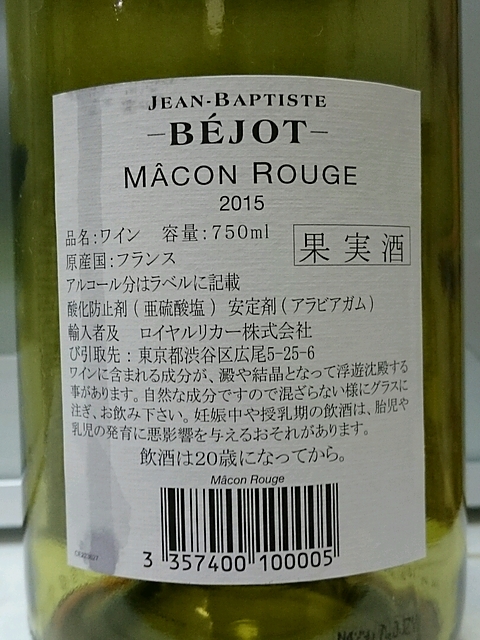 JEAN-BAPTISTE
-BÉJOT-
MÂCON ROUGE
2015
品名:ワイン 容量:750ml
果実酒
原産国:フランス
アルコール分はラベルに記載
酸化防止剤(亜硫酸塩) 安定剤(アラビアガム)
輸入者及 ロイヤルリカー株式会社
び引取先:東京都渋谷区広尾5-25-6
ワインに含まれる成分が、澱や結晶となって浮遊沈殿する
事があります。自然な成分ですので混ざらない様にグラスに
注ぎ、お飲み下さい。妊娠中や授乳期の飲酒は、胎児や
乳児の発育に悪影響を与えるおそれがあります。
飲酒は20歳になってから。
Mâcon Rouge
3 357400 100005